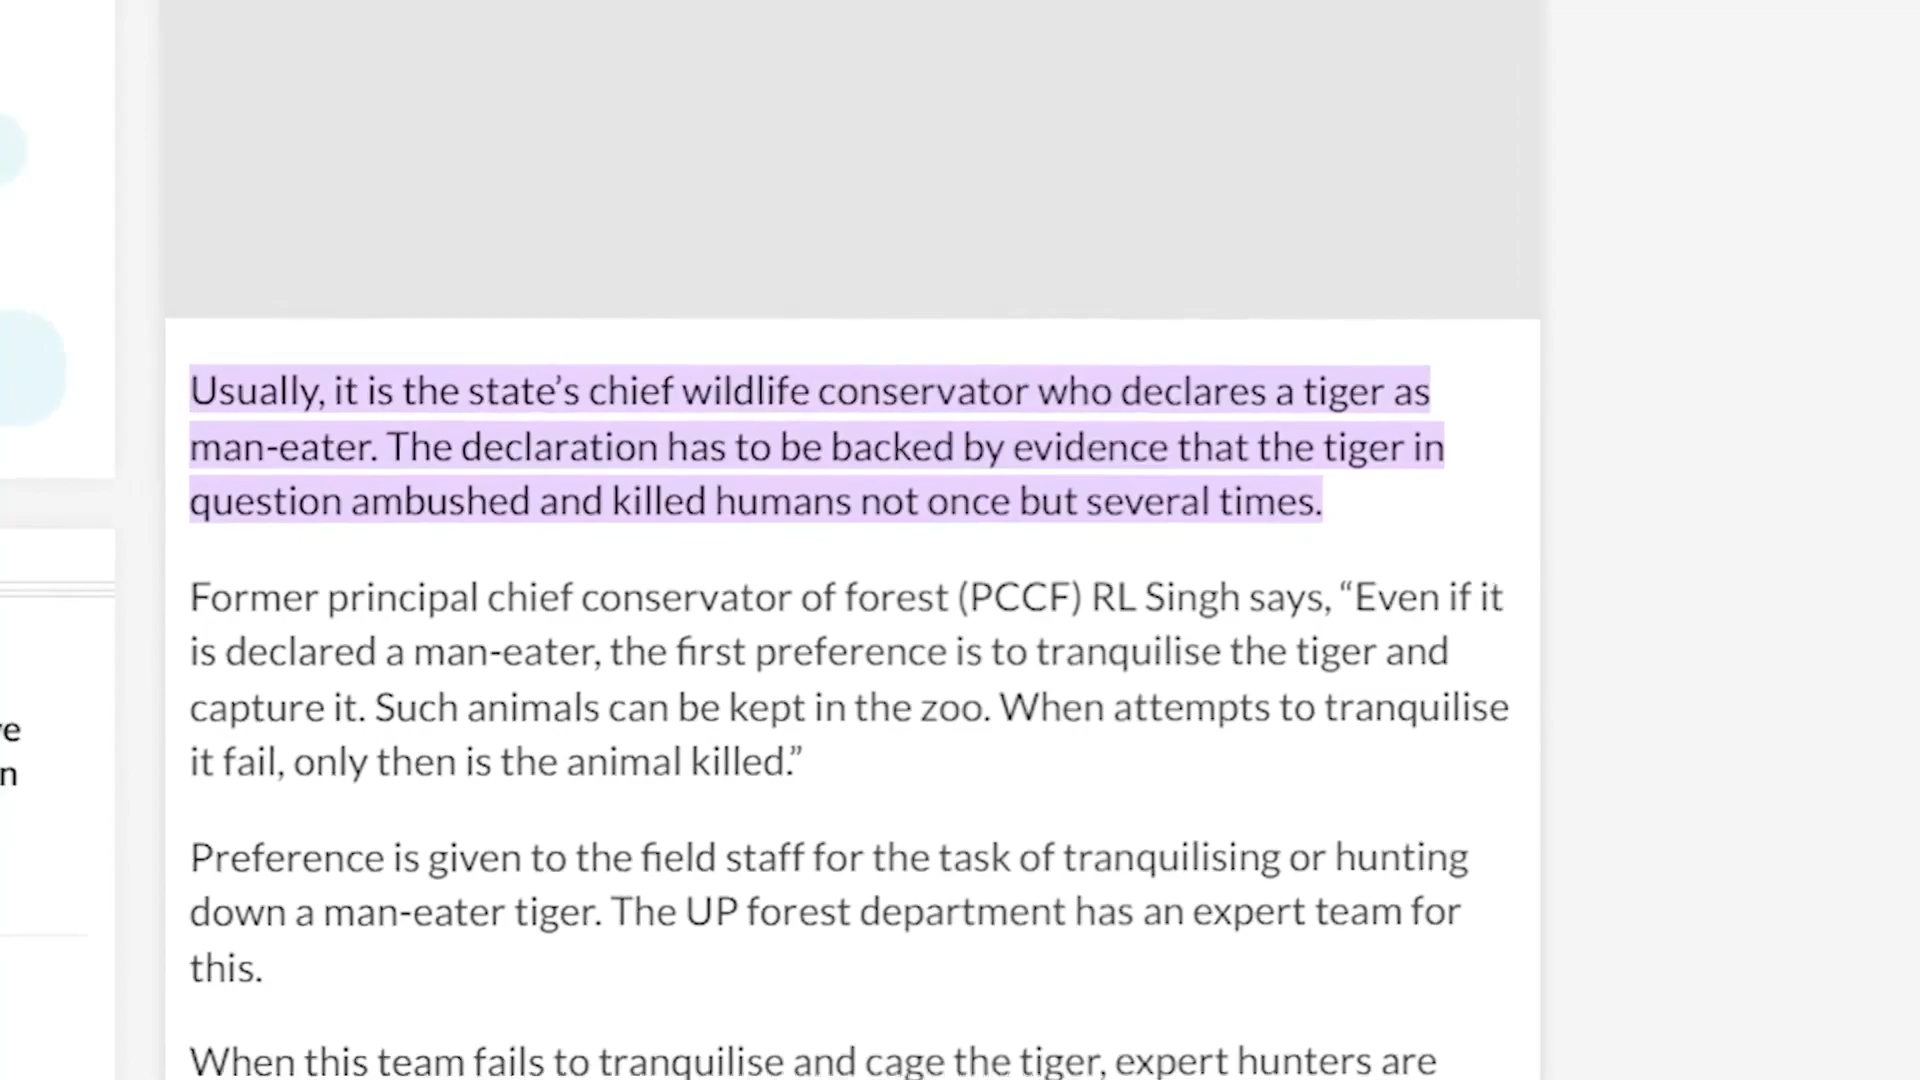 Usually, it is the state’s chief wildlife conservator who declares a tiger as
man-eater. The declaration has to be backed by evidence that the tiger in
question ambushed and killed humans not once but several times.
Former principal chief conservator of forest (PCCF) RL Singh says, “Even if it
is declared a man-eater, the first preference is to tranquilise the tiger and
capture it. Such animals can be kept in the zoo. When attempts to tranquilise
it fail, only then is the animal killed.”
Preference is given to the field staff for the task of tranquilising or hunting
down a man-eater tiger. The UP forest department has an expert team for
this.
When this team fails to tranquilise and cage the tiger, expert hunters are